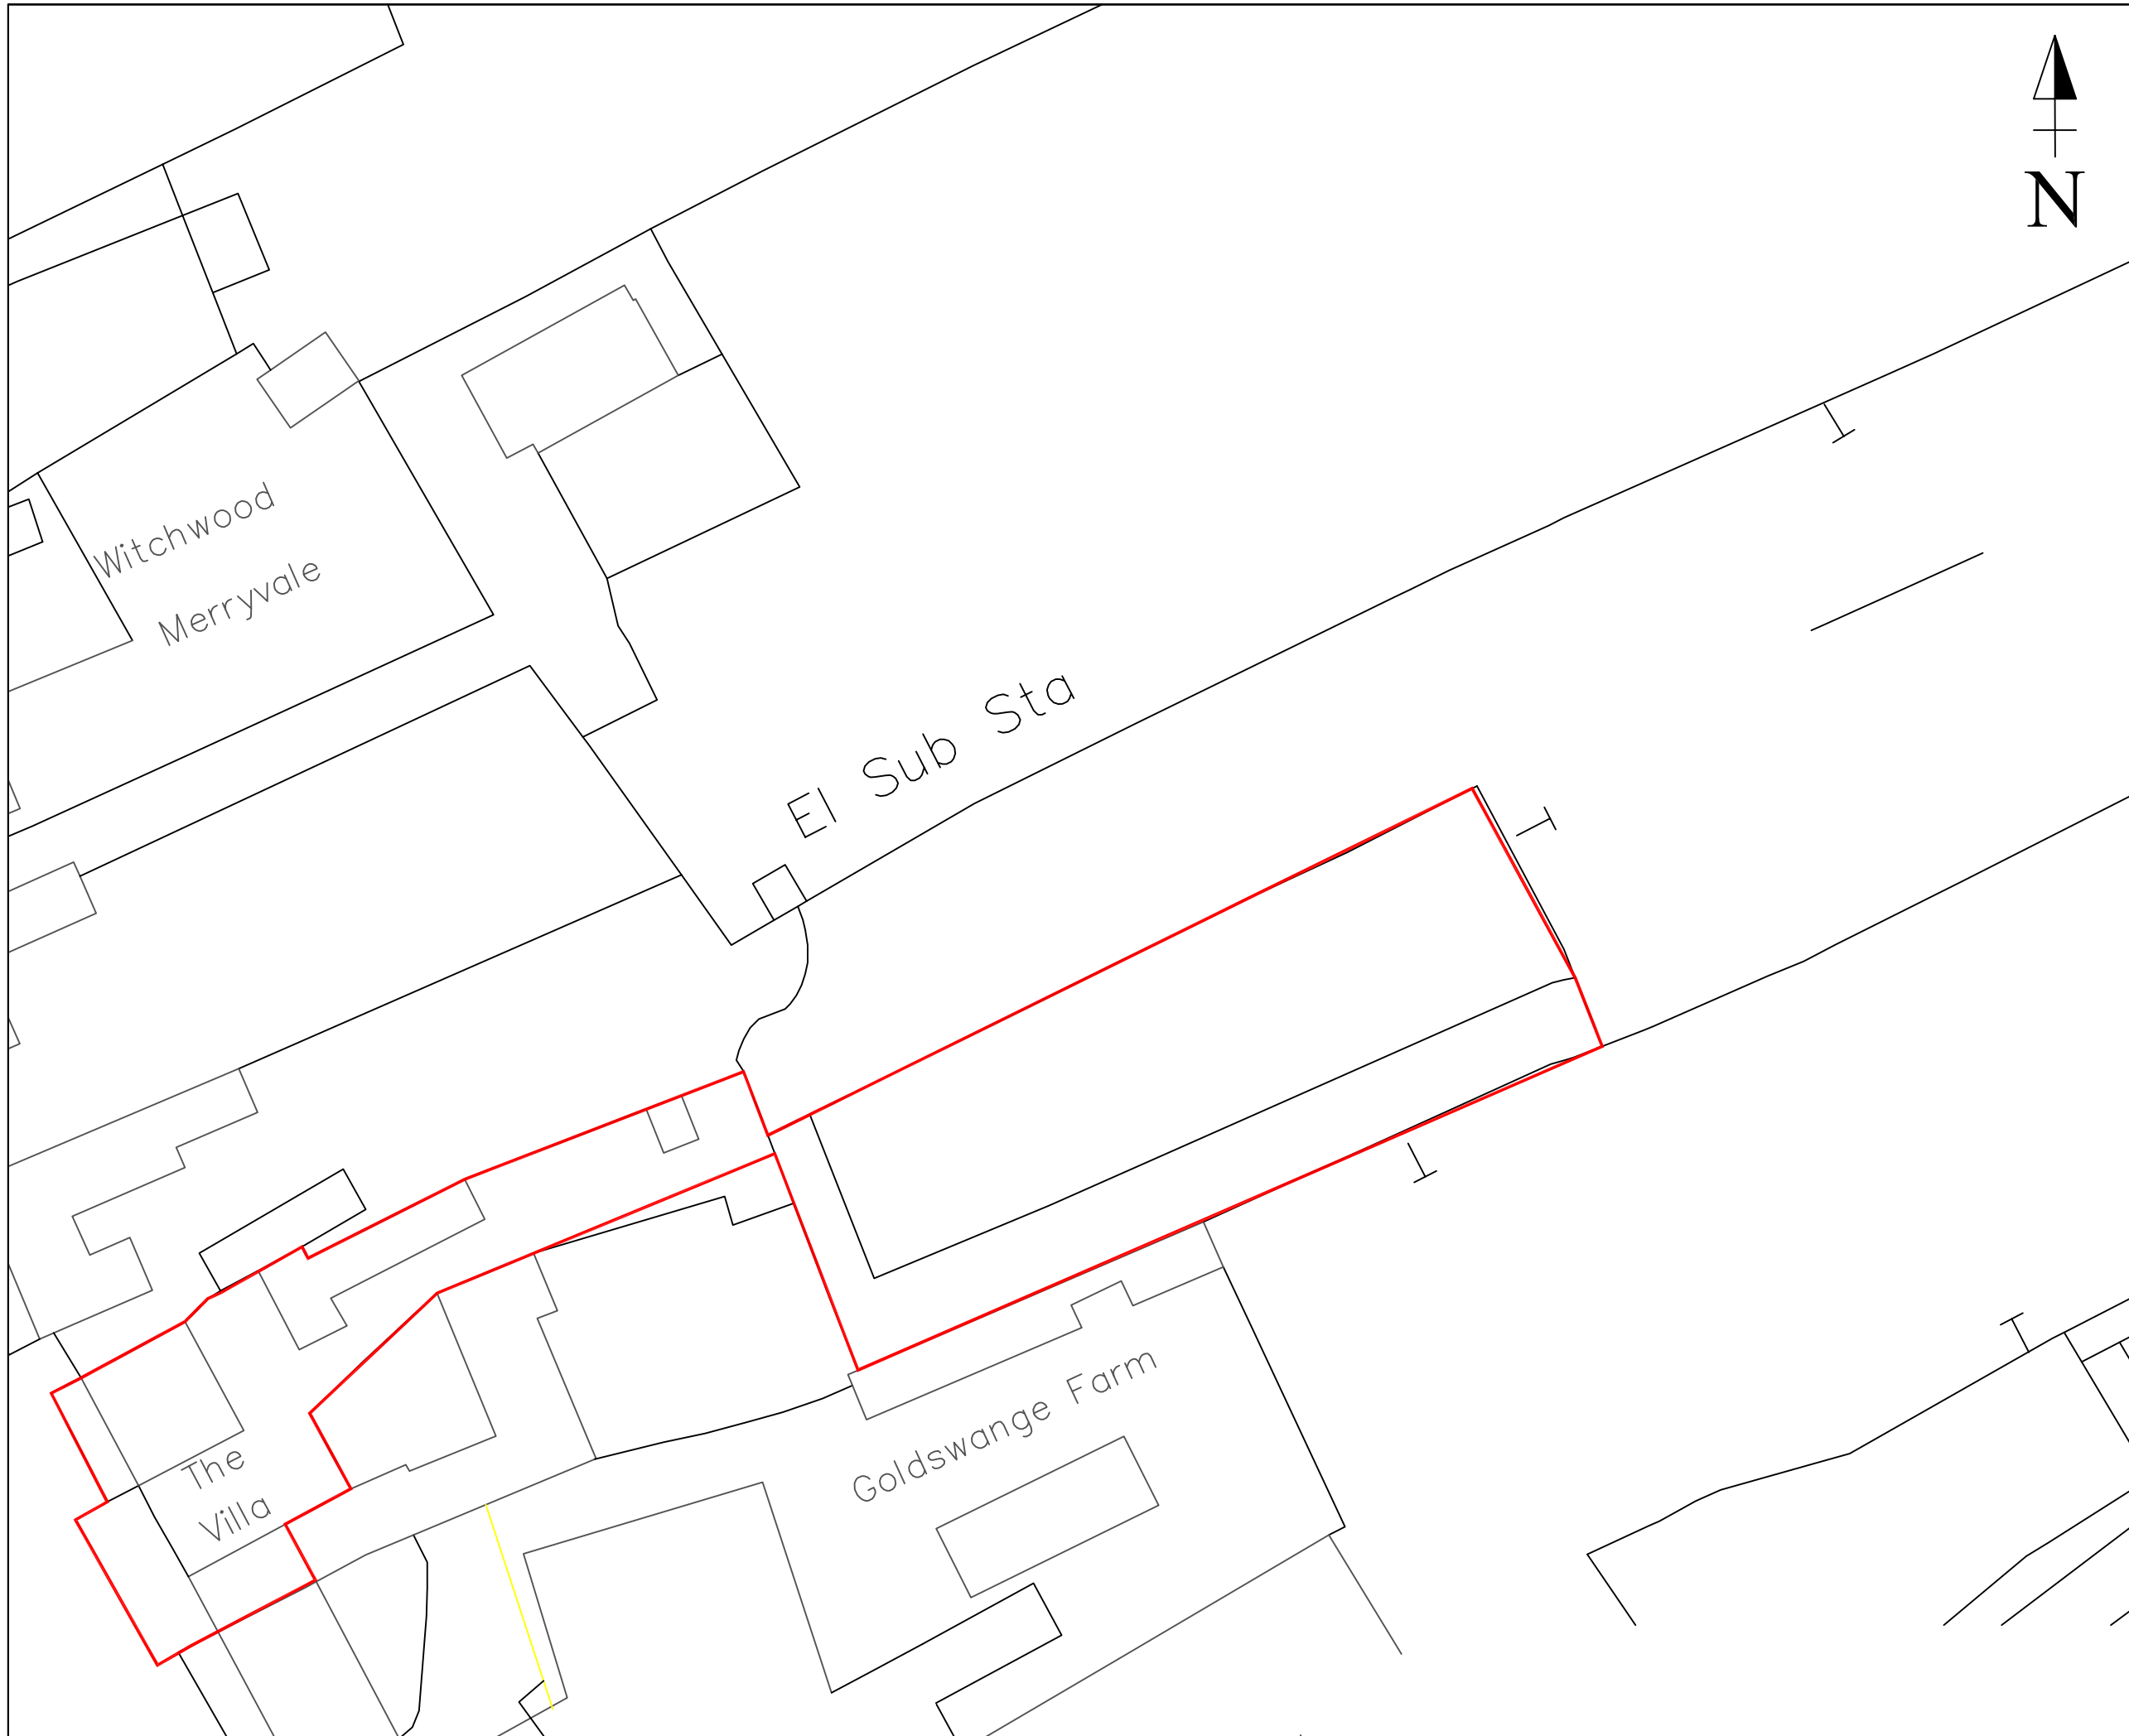 N
Witchwood
Merryvale
El Sub Sta
Goldswange Farm
The
Villa